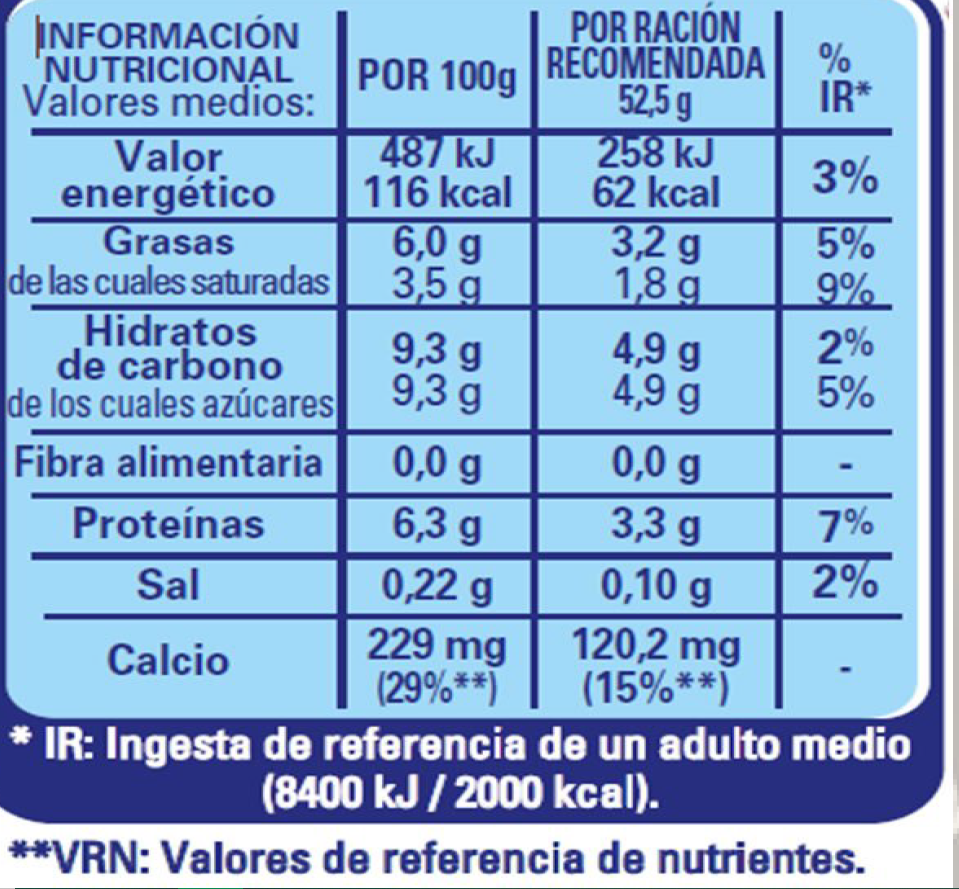 INFORMACIÓN
NUTRICIONAL
Valores medios:
POR 100g
POR RACIÓN
RECOMENDADA
52,5 g
%
IR*
Valor
energético
487 kJ
116 kcal
258 kJ
62 kcal
3%
Grasas
6,0 g
3,2 g
5%
de las cuales saturadas
3,5 g
1,8 g
9%
Hidratos
de carbono
9,3 g
4,9 g
2%
de los cuales azúcares
9,3 g
4,9 g
5%
Fibra alimentaria
0,0 g
0,0 g
-
Proteínas
6,3 g
3,3 g
7%
Sal
0,22 g
0,10 g
2%
Calcio
229 mg
(29%**)
120,2 mg
(15%**)
-
* IR: Ingesta de referencia de un adulto medio
(8400 kJ / 2000 kcal).
**VRN: Valores de referencia de nutrientes.